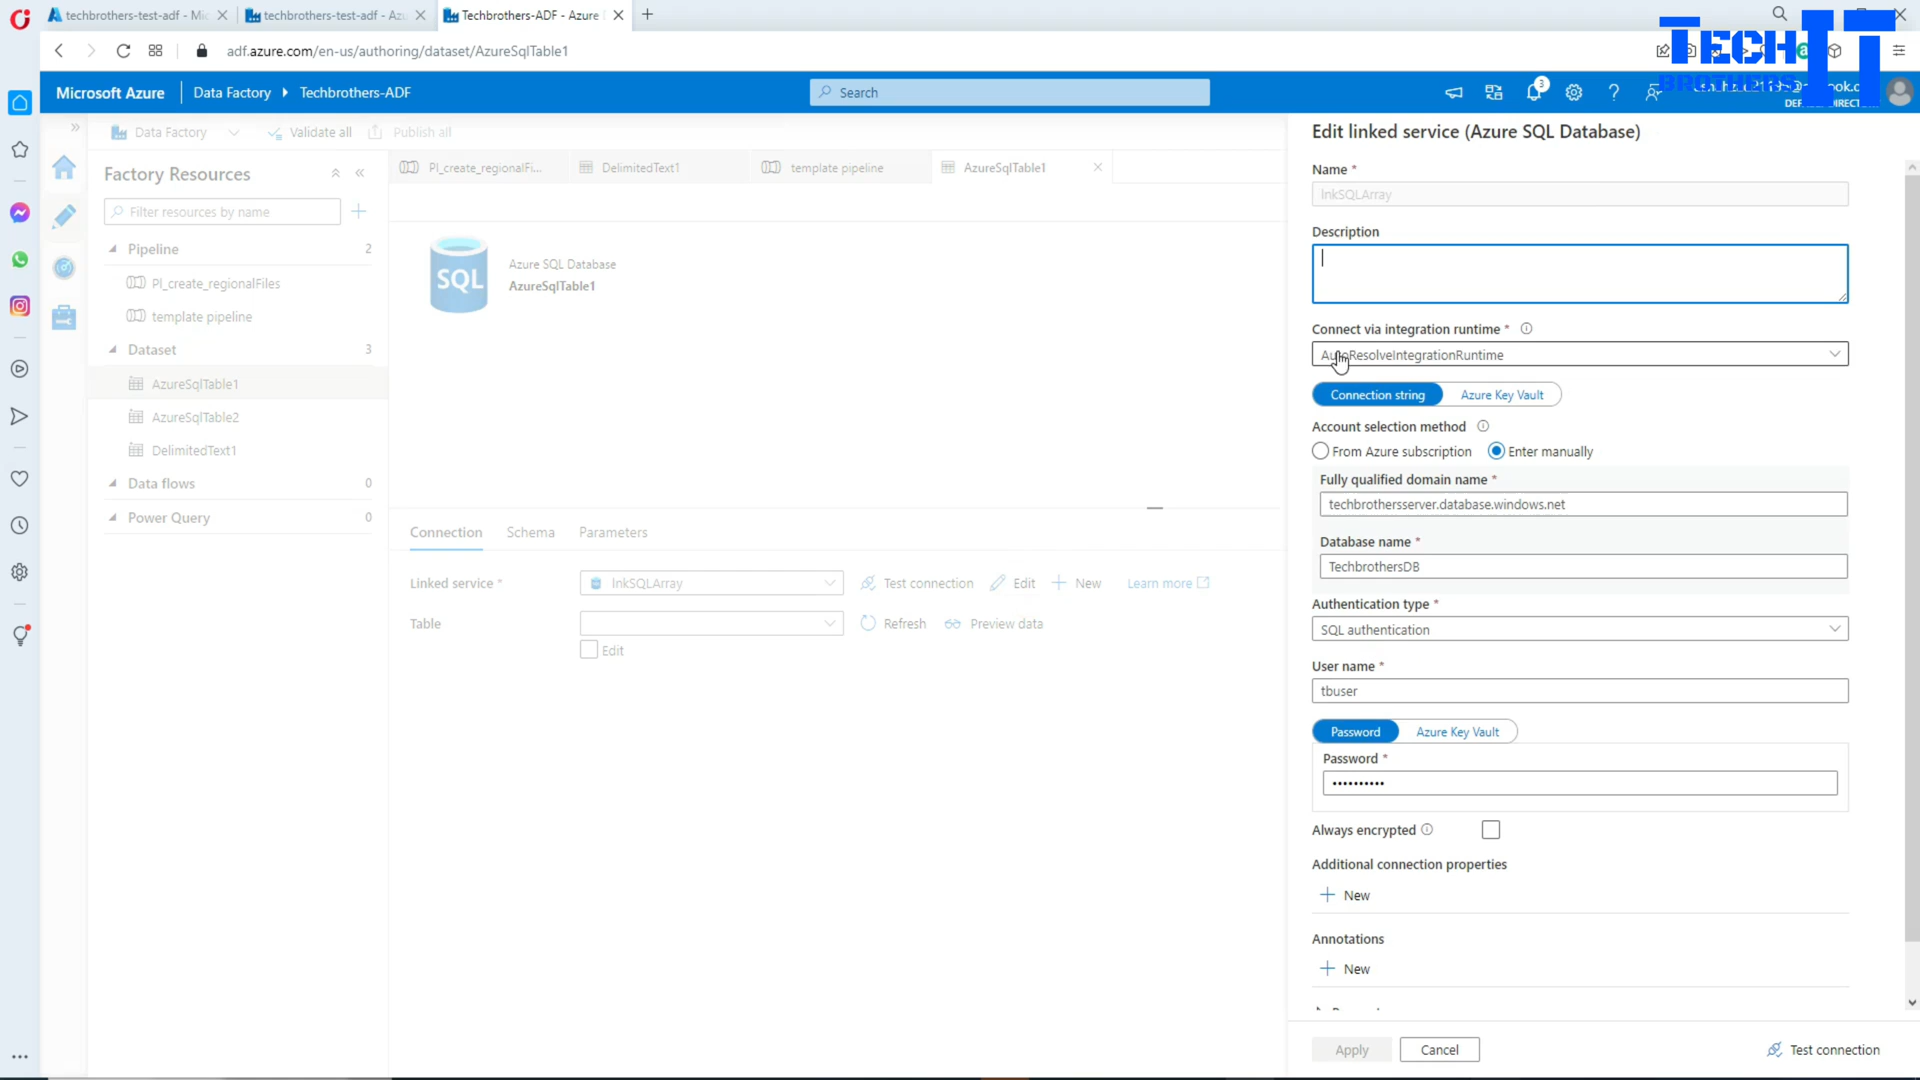 techbrothers-test-adf - Mic
techbrothers-test-adf - Azu
Techbrothers-ADF - Azure
adf.azure.com/en-us/authoring/dataset/AzureSqlTable1
TECH IT
BROTHERS
Microsoft Azure
Data Factory
Techbrothers-ADF
Search
3
Data Factory
Validate all
Publish all
Factory Resources
Filter resources by name
Pipeline 2
Pl_create_regionalFiles
template pipeline
Dataset 3
AzureSqlTable1
AzureSqlTable2
DelimitedText1
Data flows 0
Power Query 0
Pl_create_regionalFi...
DelimitedText1
template pipeline
AzureSqlTable1
SQL
Azure SQL Database
AzureSqlTable1
Connection
Schema
Parameters
Linked service *
lnkSQLArray
Test connection
Edit
New
Learn more
Table
Refresh
Preview data
Edit
Edit linked service (Azure SQL Database)
Name *
lnkSQLArray
Description
Connect via integration runtime *
AutoResolveIntegrationRuntime
Connection string
Azure Key Vault
Account selection method
From Azure subscription
Enter manually
Fully qualified domain name *
techbrothersserver.database.windows.net
Database name *
TechbrothersDB
Authentication type *
SQL authentication
User name *
tbuser
Password
Azure Key Vault
Password *
••••••••••
Always encrypted
Additional connection properties
New
Annotations
New
Apply
Cancel
Test connection